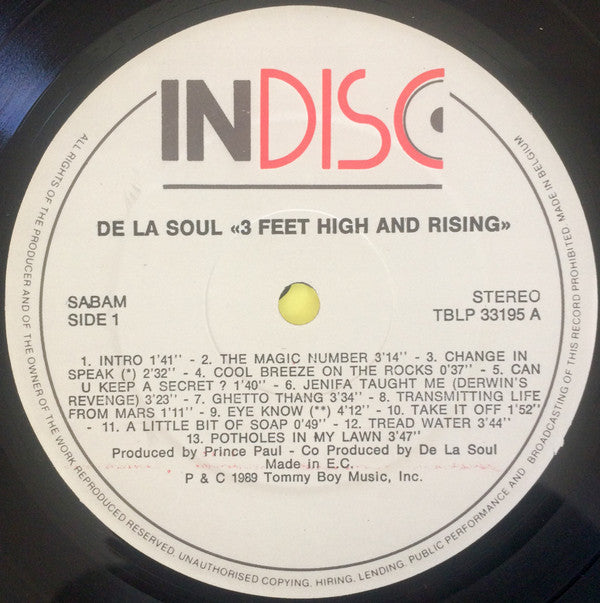 INDISC
DE LA SOUL «3 FEET HIGH AND RISING»
SABAM
SIDE 1
STEREO
TBLP 33195 A
1. INTRO 1'41'' - 2. THE MAGIC NUMBER 3'14'' - 3. CHANGE IN
SPEAK (*) 2'32'' - 4. COOL BREEZE ON THE ROCKS 0'37'' - 5. CAN
U KEEP A SECRET ? 1'40'' - 6. JENIFA TAUGHT ME (DERWIN'S
REVENGE) 3'23'' - 7. GHETTO THANG 3'34'' - 8. TRANSMITTING LIFE
FROM MARS 1'11'' - 9. EYE KNOW (**) 4'12'' - 10. TAKE IT OFF 1'52''
- 11. A LITTLE BIT OF SOAP 0'49'' - 12. TREAD WATER 3'44''
13. POTHOLES IN MY LAWN 3'47''
Produced by Prince Paul - Co Produced by De La Soul
Made in E.C.
P & C 1989 Tommy Boy Music, Inc.
ALL RIGHTS OF THE PRODUCER AND OF THE OWNER OF THE WORK REPRODUCED RESERVED. UNAUTHORISED COPYING. HIRING. LENDING. PUBLIC PERFORMANCE AND BROADCASTING OF THIS RECORD PROHIBITED MADE IN BELGIUM